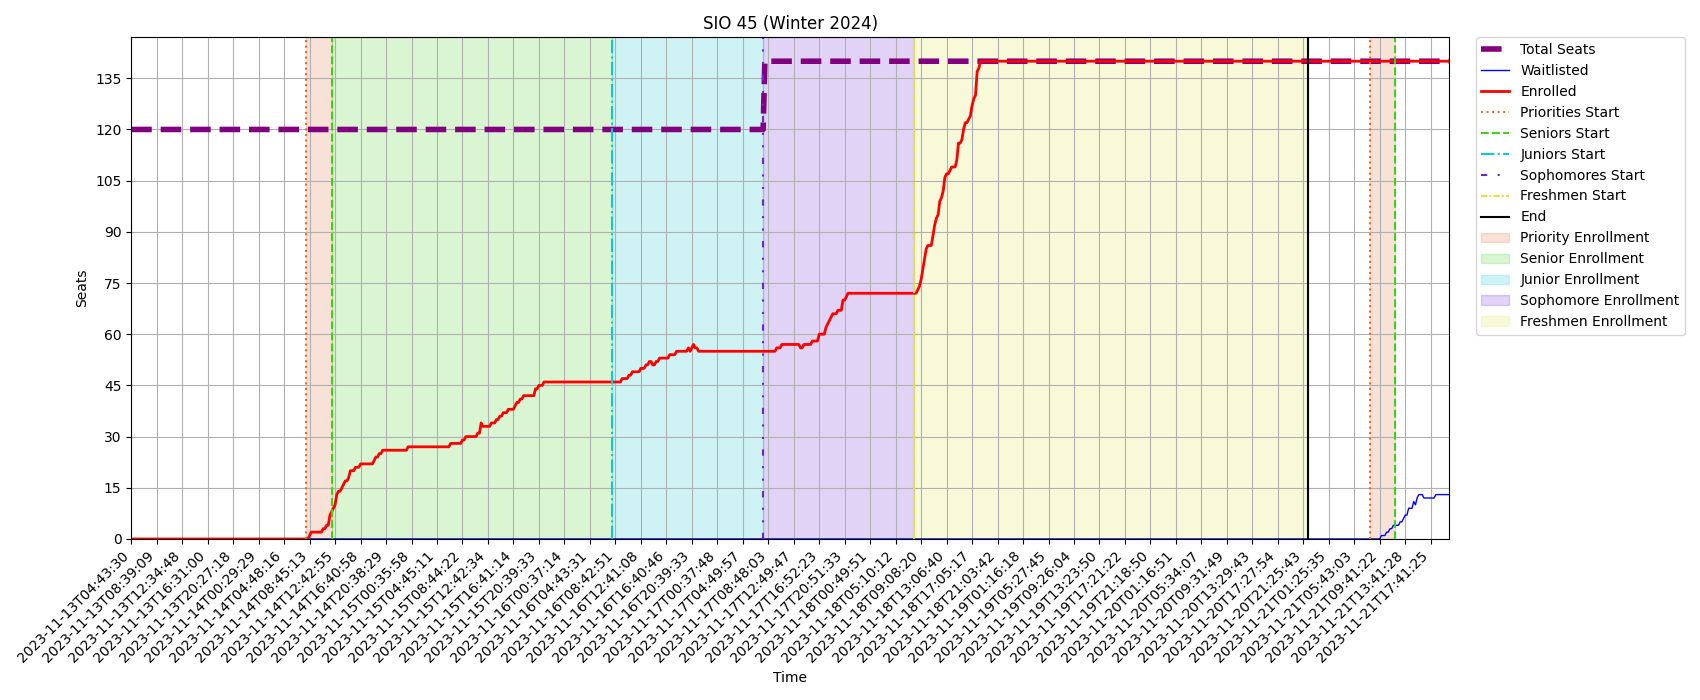 SIO 45 (Winter 2024)
Seats
135
120
105
90
75
60
45
30
15
0
2023-11-13T04:43:30
2023-11-13T08:39:09
2023-11-13T12:34:48
2023-11-13T16:31:00
2023-11-13T20:27:18
2023-11-14T00:29:29
2023-11-14T04:48:16
2023-11-14T08:45:13
2023-11-14T12:42:55
2023-11-14T16:40:58
2023-11-14T20:38:29
2023-11-15T00:35:58
2023-11-15T04:45:11
2023-11-15T08:44:22
2023-11-15T12:42:34
2023-11-15T16:41:14
2023-11-15T20:39:33
2023-11-16T00:37:14
2023-11-16T04:43:31
2023-11-16T08:42:51
2023-11-16T12:41:08
2023-11-16T16:40:46
2023-11-16T20:39:33
2023-11-17T00:37:48
2023-11-17T04:49:57
2023-11-17T08:48:03
2023-11-17T12:49:47
2023-11-17T16:52:23
2023-11-17T20:51:33
2023-11-18T00:49:51
2023-11-18T05:10:12
2023-11-18T09:08:20
2023-11-18T13:06:40
2023-11-18T17:05:17
2023-11-18T21:03:42
2023-11-19T01:16:18
2023-11-19T05:27:45
2023-11-19T09:26:04
2023-11-19T13:23:50
2023-11-19T17:21:22
2023-11-19T21:18:50
2023-11-20T01:16:51
2023-11-20T05:34:07
2023-11-20T09:31:49
2023-11-20T13:29:43
2023-11-20T17:27:54
2023-11-20T21:25:43
2023-11-21T01:25:35
2023-11-21T05:43:03
2023-11-21T09:41:22
2023-11-21T13:41:28
2023-11-21T17:41:25
Time
Total Seats
Waitlisted
Enrolled
Priorities Start
Seniors Start
Juniors Start
Sophomores Start
Freshmen Start
End
Priority Enrollment
Senior Enrollment
Junior Enrollment
Sophomore Enrollment
Freshmen Enrollment